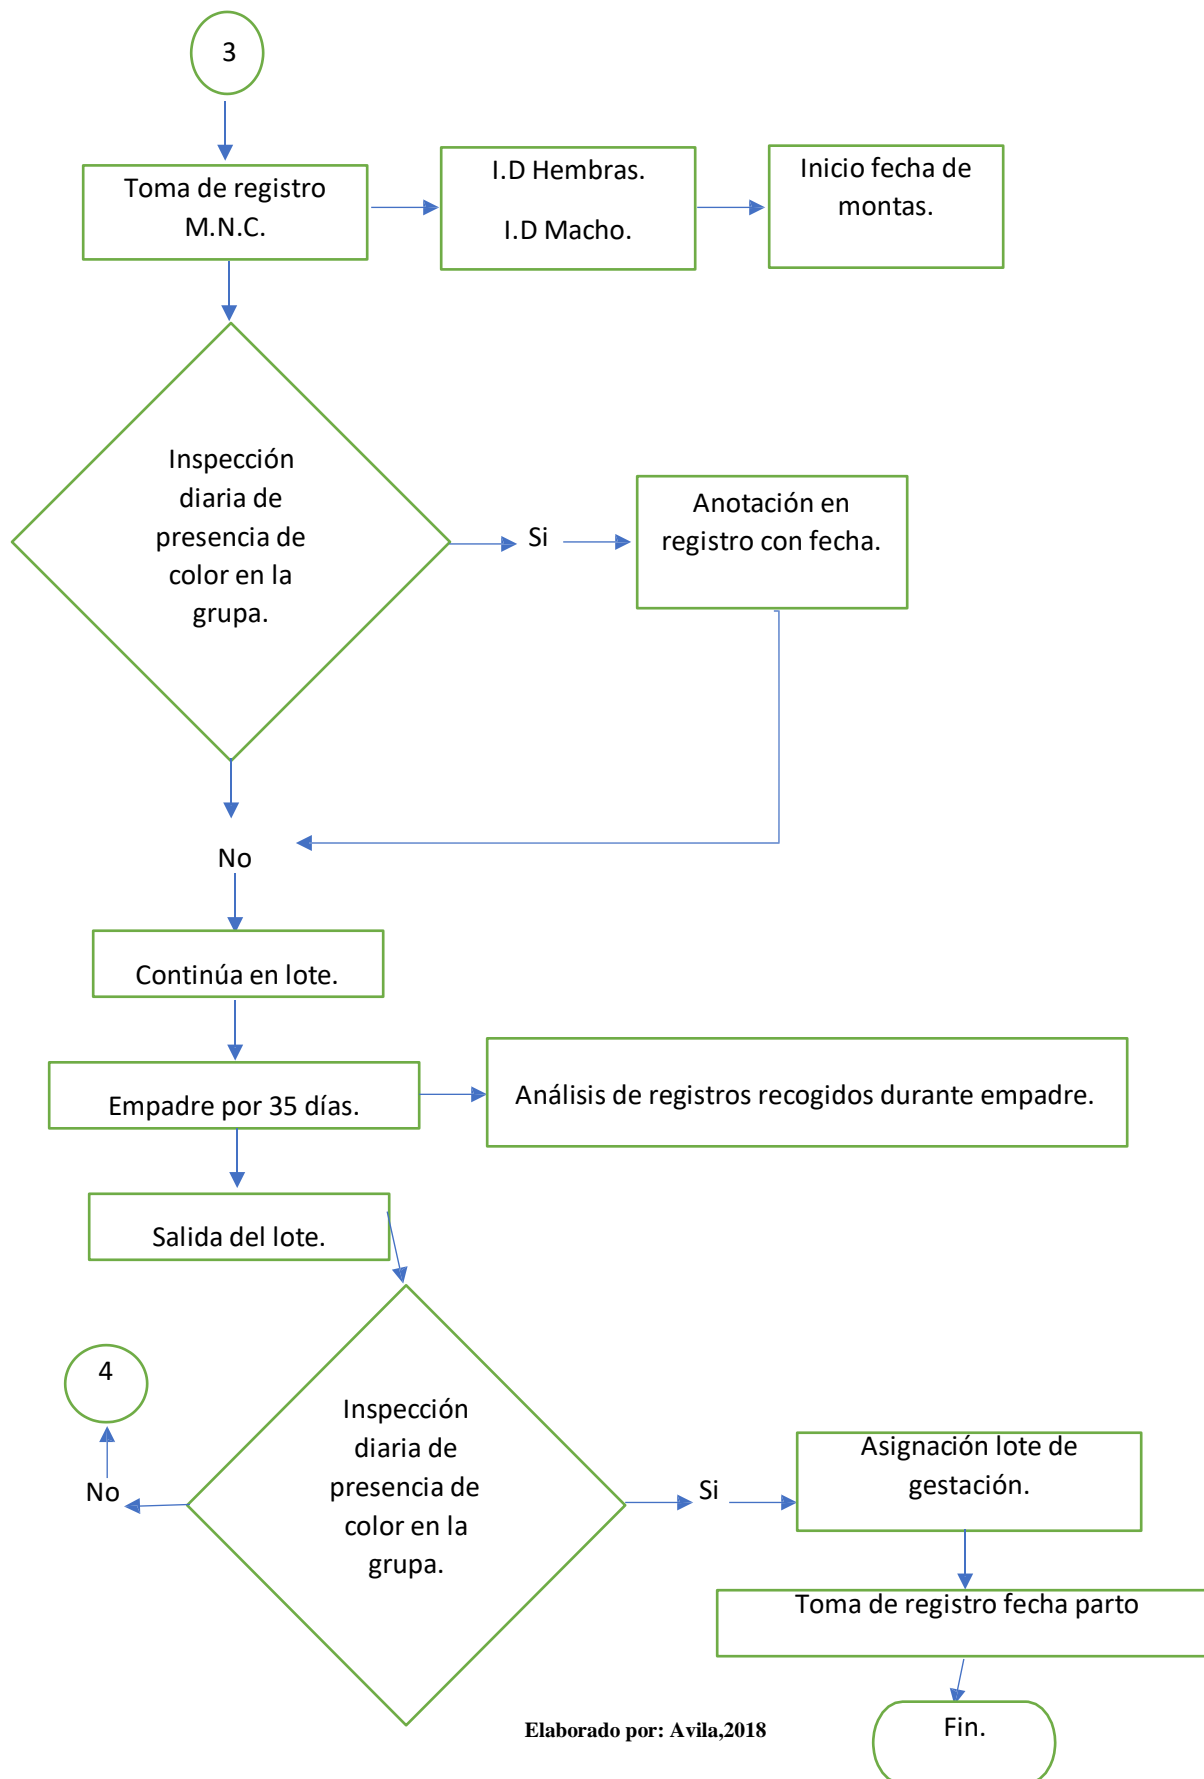 3
Toma de registro
M.N.C.
I.D Hembras.
I.D Macho.
Inicio fecha de
montas.
Inspección
diaria de
presencia de
color en la
grupa.
Si
Anotación en
registro con fecha.
No
Continúa en lote.
Empadre por 35 días.
Análisis de registros recogidos durante empadre.
Salida del lote.
4
No
Inspección
diaria de
presencia de
color en la
grupa.
Si
Asignación lote de
gestación.
Toma de registro fecha parto
Fin.
Elaborado por: Avila,2018